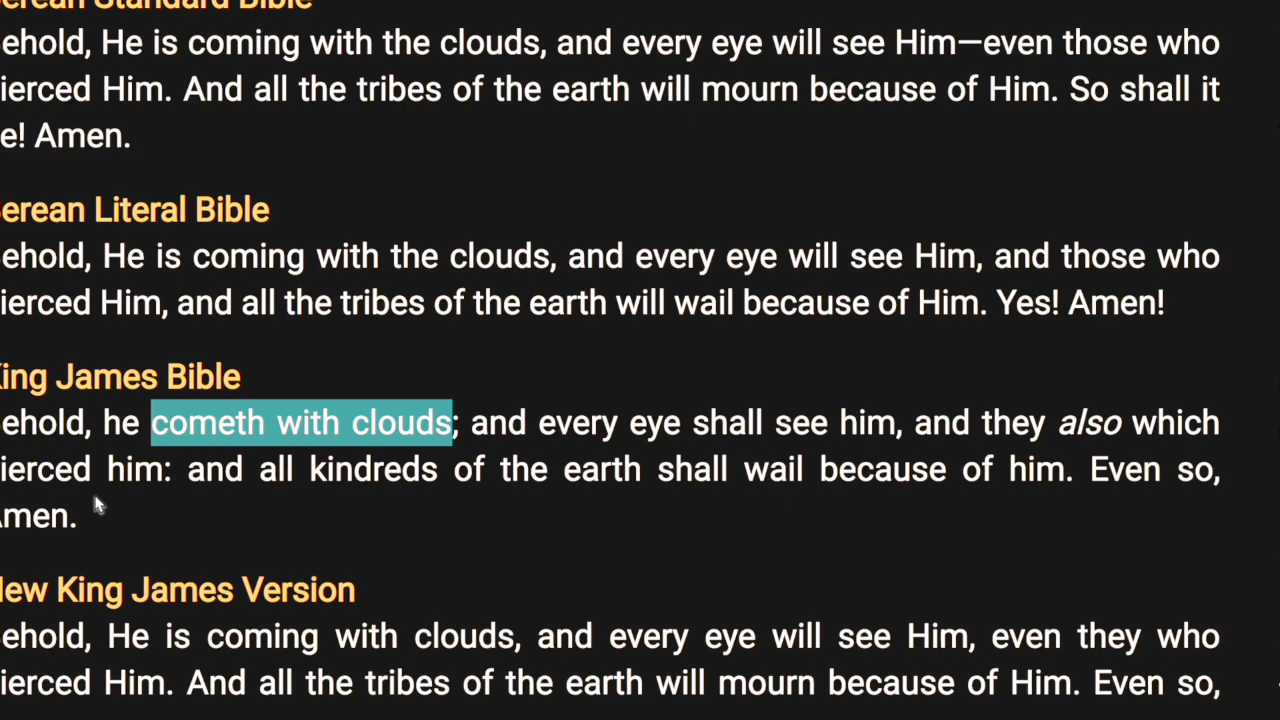 erean Standard Bible
ehold, He is coming with the clouds, and every eye will see Him—even those who
ierced Him. And all the tribes of the earth will mourn because of Him. So shall it
e! Amen.
erean Literal Bible
ehold, He is coming with the clouds, and every eye will see Him, and those who
ierced Him, and all the tribes of the earth will wail because of Him. Yes! Amen!
ing James Bible
ehold, he cometh with clouds; and every eye shall see him, and they also which
ierced him: and all kindreds of the earth shall wail because of him. Even so,
men.
ew King James Version
ehold, He is coming with clouds, and every eye will see Him, even they who
ierced Him. And all the tribes of the earth will mourn because of Him. Even so,